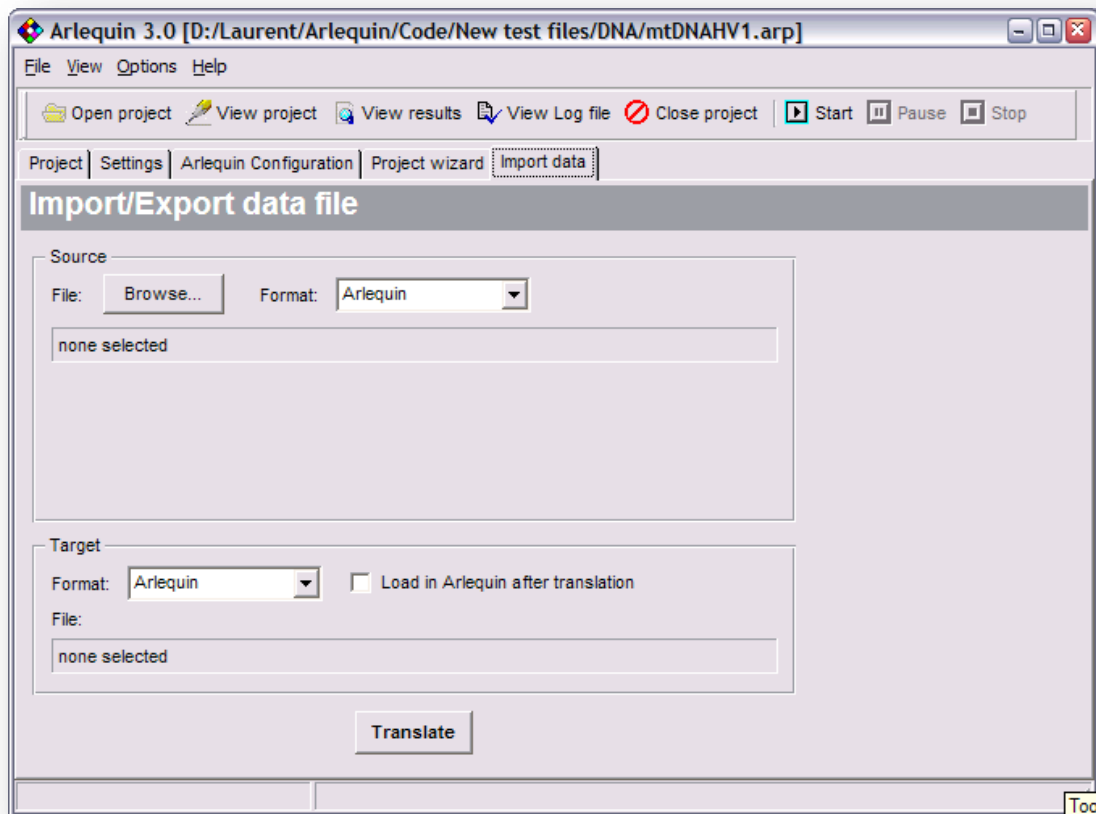 Arlequin 3.0 [D:/Laurent/Arlequin/Code/New test files/DNA/mtDNAHV1.arp]
File View Options Help
Open project View project View results View Log file Close project Start Pause Stop
Project Settings Arlequin Configuration Project wizard Import data
Import/Export data file
Source
File: Browse... Format: Arlequin
none selected
Target
Format: Arlequin Load in Arlequin after translation
File:
none selected
Translate